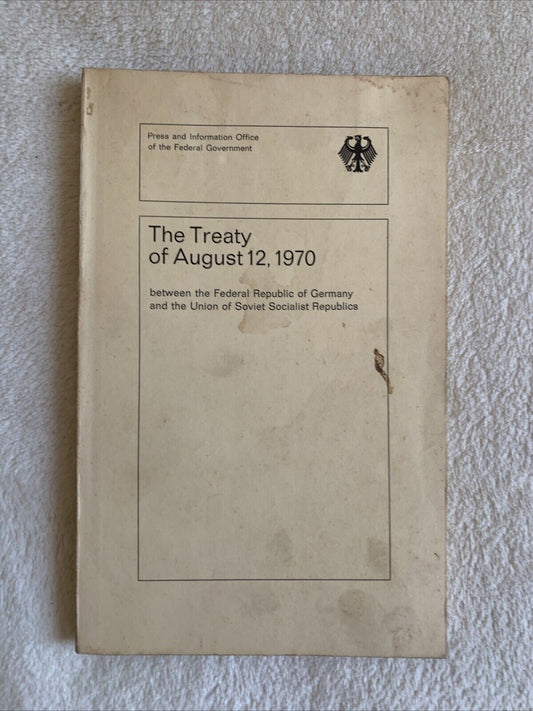 Press and Information Office
of the Federal Government
The Treaty
of August 12, 1970
between the Federal Republic of Germany
and the Union of Soviet Socialist Republics